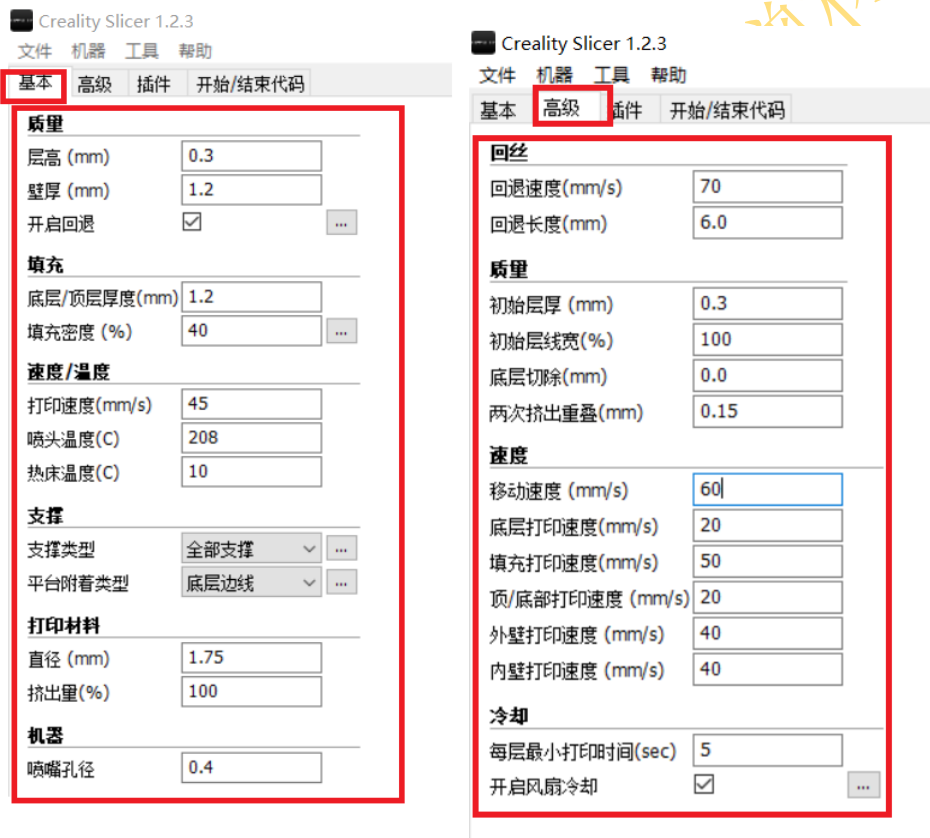 Creality Slicer 1.2.3
文件 机器 工具 帮助
基本 高级 插件 开始/结束代码
质量
层高 (mm) 0.3
壁厚 (mm) 1.2
开启回退 ...
填充
底层/顶层厚度(mm) 1.2
填充密度 (%) 40 ...
速度/温度
打印速度(mm/s) 45
喷头温度(C) 208
热床温度(C) 10
支撑
支撑类型 全部支撑 ...
平台附着类型 底层边线 ...
打印材料
直径 (mm) 1.75
挤出量(%) 100
机器
喷嘴孔径 0.4
Creality Slicer 1.2.3
文件 机器 工具 帮助
基本 高级 插件 开始/结束代码
回丝
回退速度(mm/s) 70
回退长度(mm) 6.0
质量
初始层厚 (mm) 0.3
初始层线宽(%) 100
底层切除(mm) 0.0
两次挤出重叠(mm) 0.15
速度
移动速度 (mm/s) 60
底层打印速度(mm/s) 20
填充打印速度(mm/s) 50
顶/底部打印速度 (mm/s) 20
外壁打印速度 (mm/s) 40
内壁打印速度 (mm/s) 40
冷却
每层最小打印时间(sec) 5
开启风扇冷却 ...